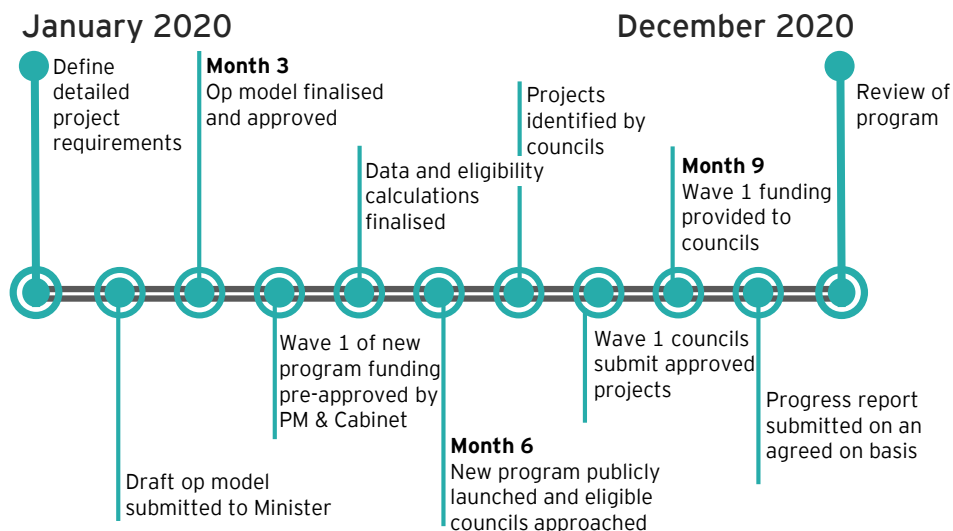 January 2020
December 2020
Define
detailed
project
requirements
Month 3
Op model finalised
and approved
Data and eligibility
calculations
finalised
Projects
identified by
councils
Month 9
Wave 1 funding
provided to
councils
Review of
program
Draft op model
submitted to Minister
Wave 1 of new
program funding
pre-approved by
PM & Cabinet
Month 6
New program publicly
launched and eligible
councils approached
Wave 1 councils
submit approved
projects
Progress report
submitted on an
agreed on basis